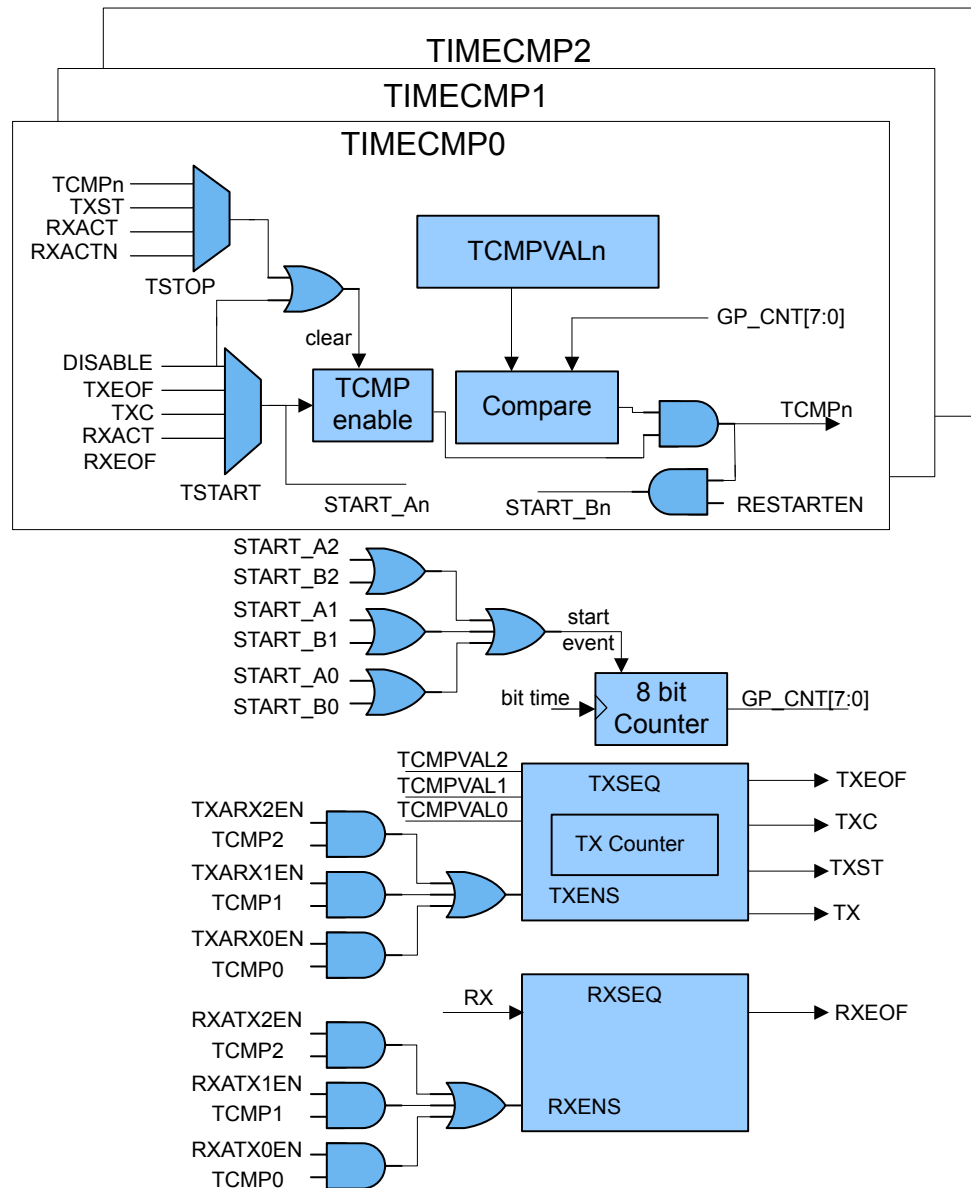 TIMECMP2
TIMECMP1
TIMECMP0
TCMPn
TXST
RXACT
RXACTN
TSTOP
TCMPVALn
GP_CNT[7:0]
clear
DISABLE
TXEOF
TXC
RXACT
RXEOF
TSTART
TCMP
enable
Compare
TCMPn
START_An
START_Bn
RESTARTEN
START_A2
START_B2
START_A1
START_B1
START_A0
START_B0
start
event
bit time
8 bit
Counter
GP_CNT[7:0]
TCMPVAL2
TCMPVAL1
TCMPVAL0
TXSEQ
TX Counter
TXENS
TXEOF
TXC
TXST
TX
TXARX2EN
TCMP2
TXARX1EN
TCMP1
TXARX0EN
TCMP0
RX
RXSEQ
RXENS
RXEOF
RXATX2EN
TCMP2
RXATX1EN
TCMP1
RXATX0EN
TCMP0